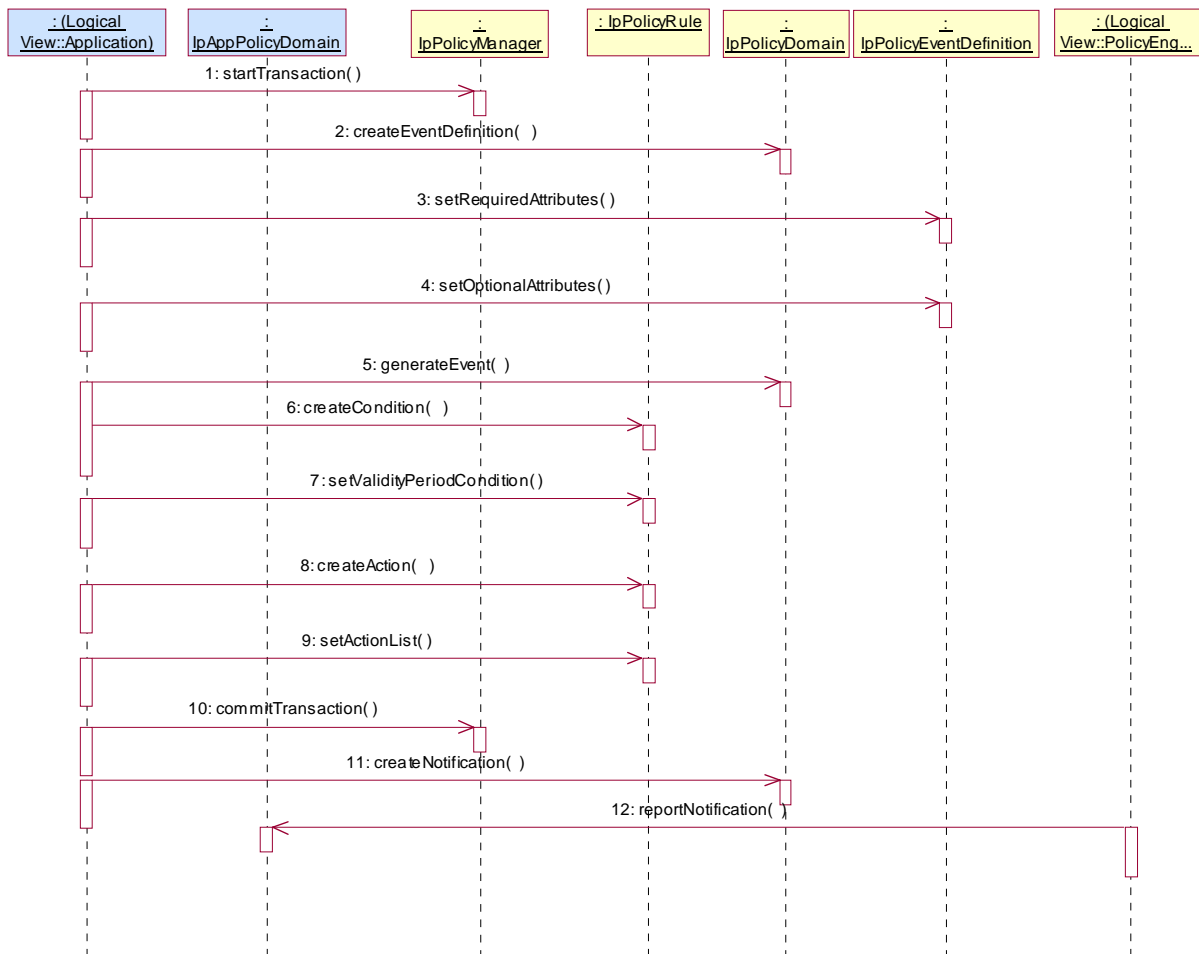 : (Logical
View::Application)
:
IpAppPolicyDomain
:
IpPolicyManager
: IpPolicyRule
:
IpPolicyDomain
:
IpPolicyEventDefinition
: (Logical
View::PolicyEng...
1: startTransaction( )
2: createEventDefinition(  )
3: setRequiredAttributes( )
4: setOptionalAttributes( )
5: generateEvent(  )
6: createCondition(  )
7: setValidityPeriodCondition( )
8: createAction(  )
9: setActionList( )
10: commitTransaction( )
11: createNotification(  )
12: reportNotification(  )